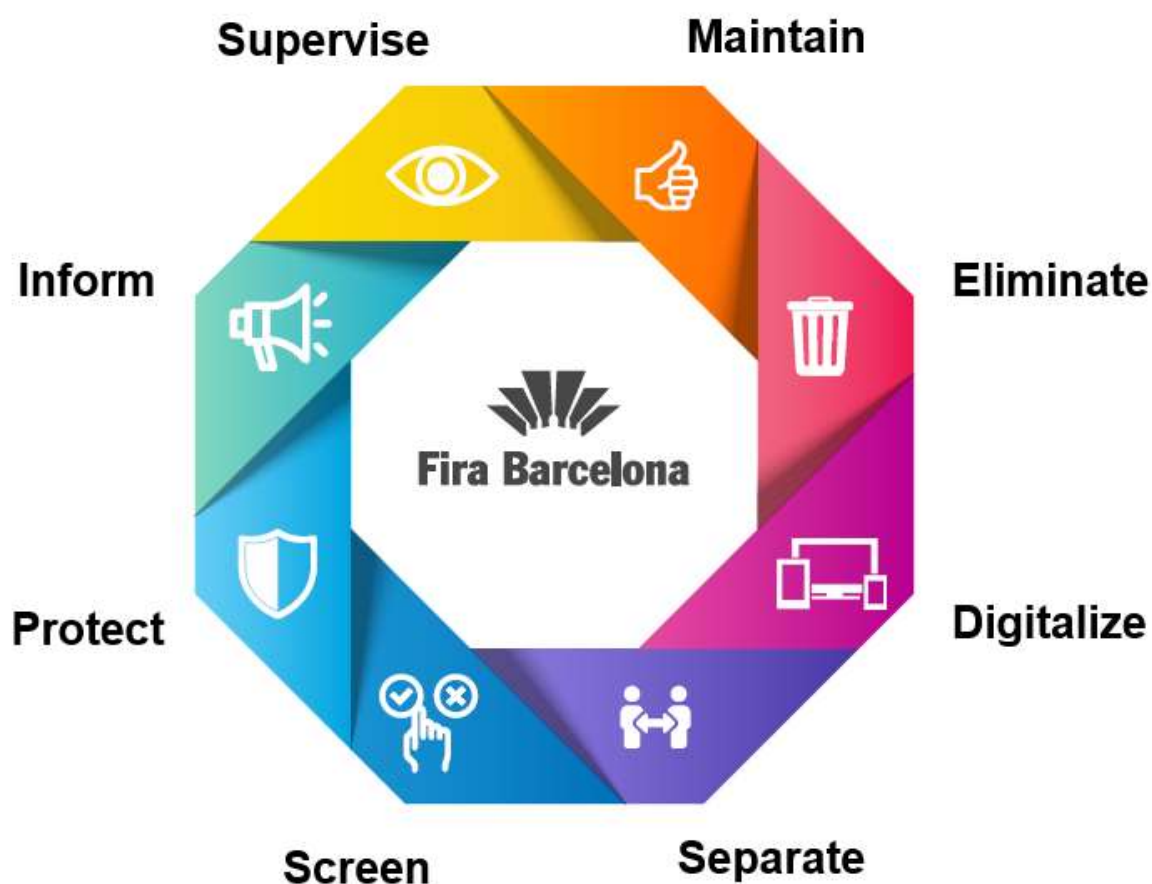 Supervise
Maintain
Inform
Eliminate
Fira Barcelona
Protect
Digitalize
Screen
Separate